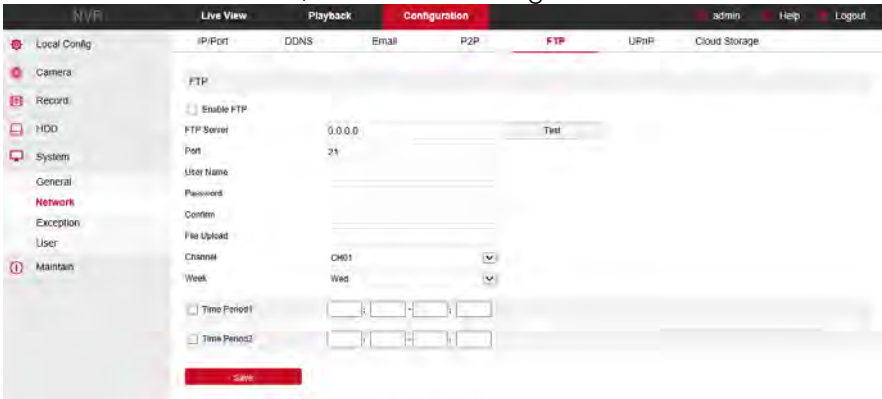 NVR Live View Playback Configuration admin Help Logout
Local Config IP/Port DDNS Email P2P FTP UPnP Cloud Storage
Camera
FTP
Record
Enable FTP
HDD FTP Server 0.0.0.0 Test
Port 21
System
User Name
General
Password
Network
Confirm
Exception
File Upload
User
Channel CH01
Maintain
Week Wed
Time Period1 : - :
Time Period2 : - :
Save